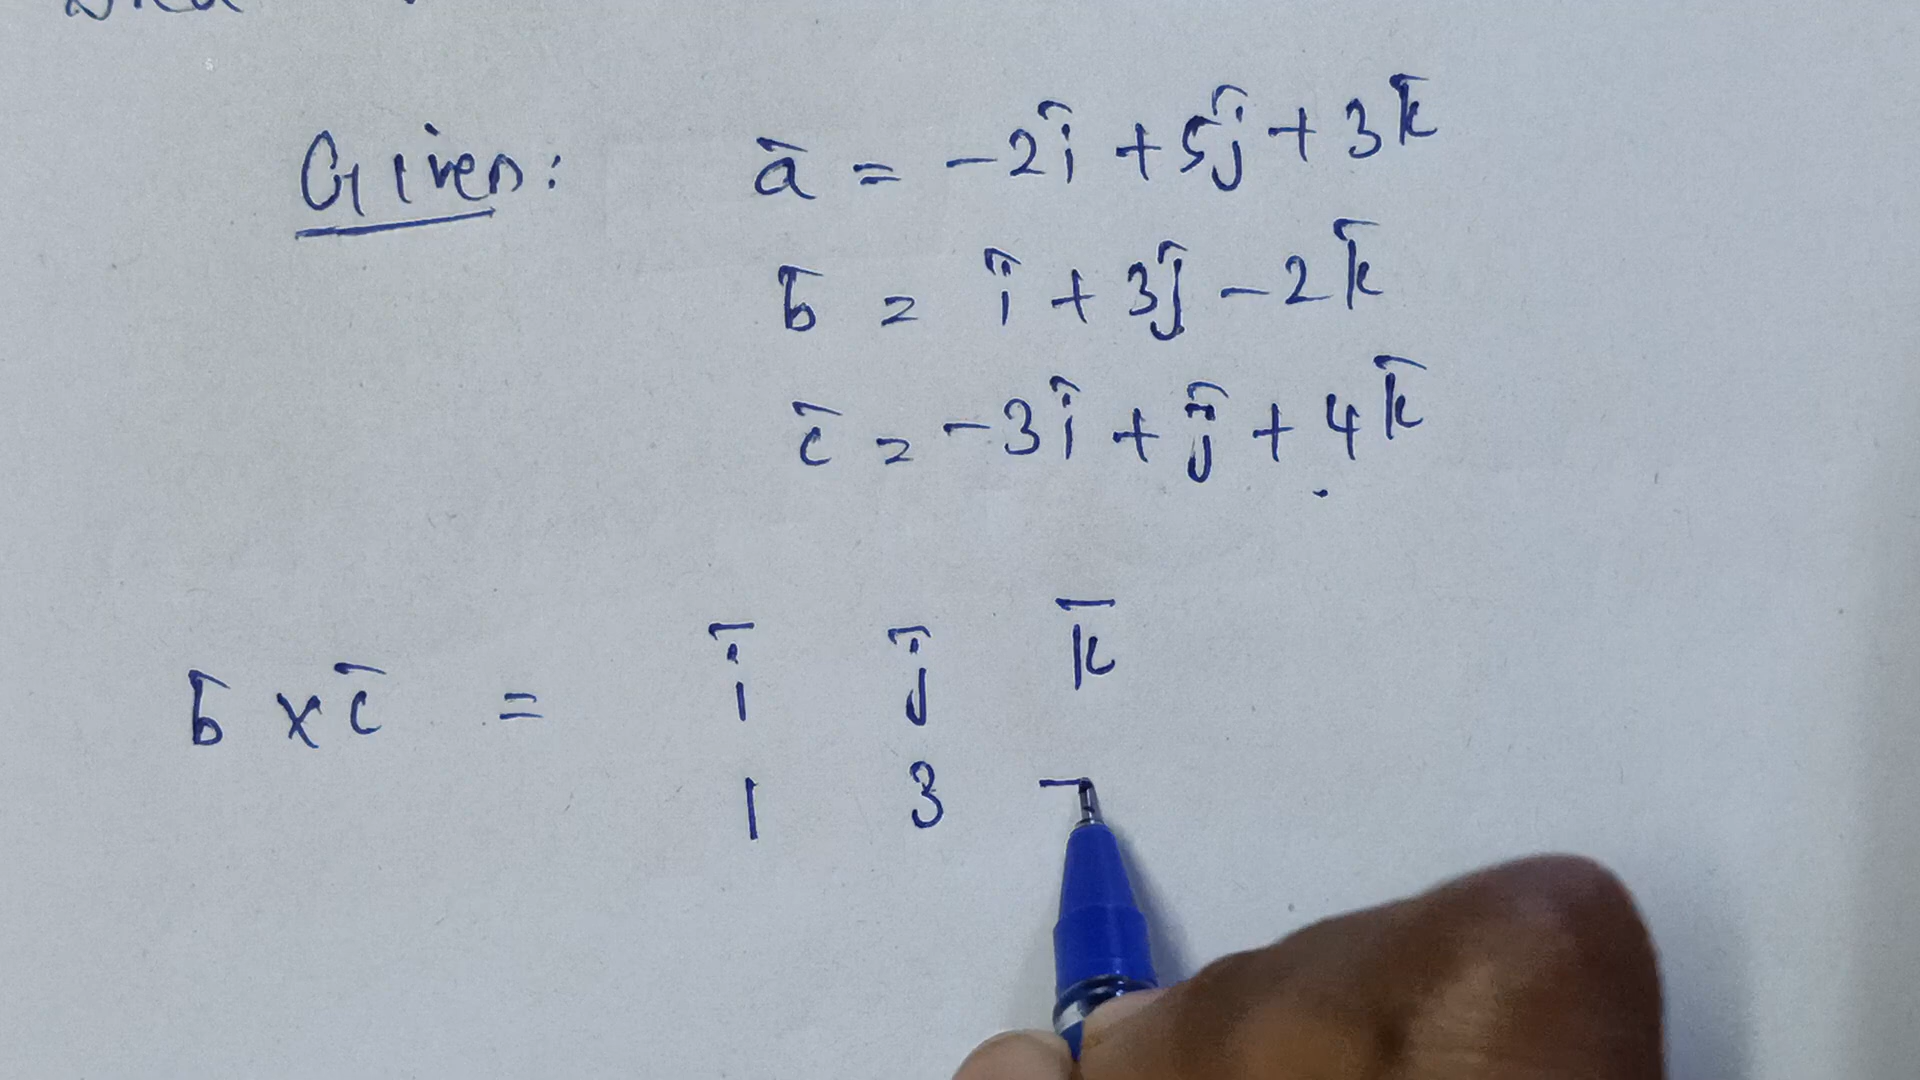 Given: a̅ = -2i̅ + 5j̅ + 3k̅
b̅ = i̅ + 3j̅ - 2k̅
c̅ = -3i̅ + j̅ + 4k̅
b̅ × c̅ = i̅ j̅ k̅
1 3 -